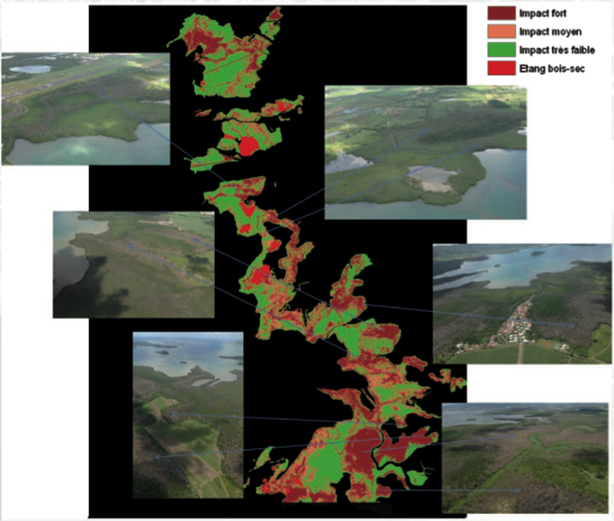 Impact fort
Impact moyen
Impact très faible
Etang bois-sec